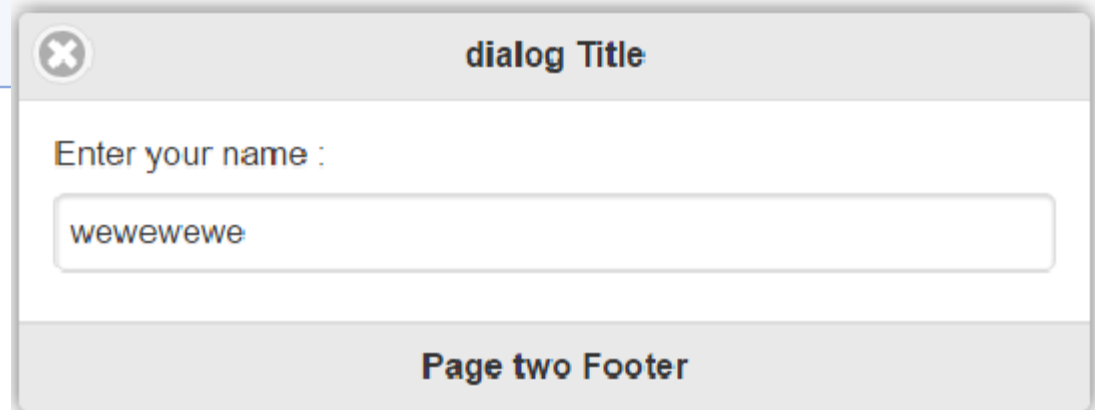 dialog Title
Enter your name :
wewewewe
Page two Footer